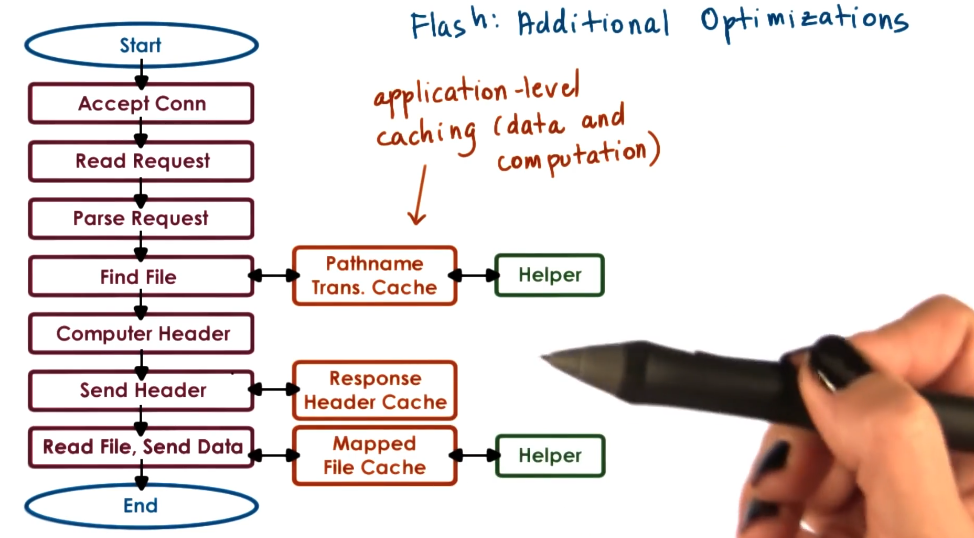 Flash: Additional Optimizations
Start
Accept Conn
Read Request
Parse Request
Find File
Computer Header
Send Header
Read File, Send Data
End
application-level
caching (data and
computation)
Pathname
Trans. Cache
Helper
Response
Header Cache
Mapped
File Cache
Helper